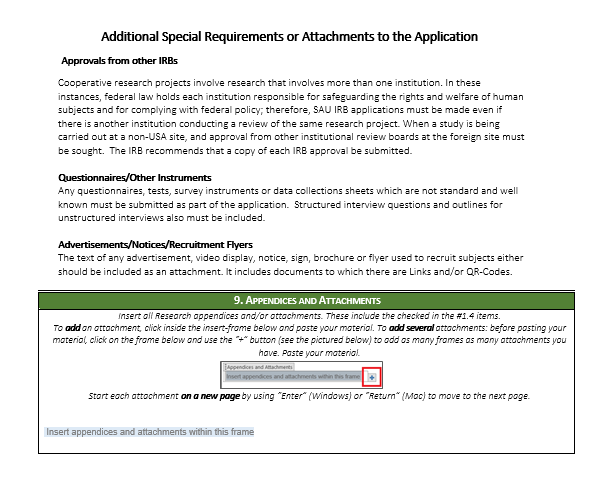 Additional Special Requirements or Attachments to the Application
Approvals from other IRBs
Cooperative research projects involve research that involves more than one institution. In these
instances, federal law holds each institution responsible for safeguarding the rights and welfare of human
subjects and for complying with federal policy; therefore, SAU IRB applications must be made even if
there is another institution conducting a review of the same research project. When a study is being
carried out at a non-USA site, and approval from other institutional review boards at the foreign site must
be sought. The IRB recommends that a copy of each IRB approval be submitted.
Questionnaires/Other Instruments
Any questionnaires, tests, survey instruments or data collections sheets which are not standard and well
known must be submitted as part of the application. Structured interview questions and outlines for
unstructured interviews also must be included.
Advertisements/Notices/Recruitment Flyers
The text of any advertisement, video display, notice, sign, brochure or flyer used to recruit subjects either
should be included as an attachment. It includes documents to which there are Links and/or QR-Codes.
9. APPENDICES AND ATTACHMENTS
Insert all Research appendices and/or attachments. These include the checked in the #1.4 items.
To add an attachment, click inside the insert-frame below and paste your material. To add several attachments: before pasting your
material, click on the frame below and use the "+" button (see the pictured below) to add as many frames as many attachments you
have. Paste your material.
Appendices and Attachments
Insert appendices and attachments within this frame +
Start each attachment on a new page by using "Enter" (Windows) or "Return" (Mac) to move to the next page.
Insert appendices and attachments within this frame